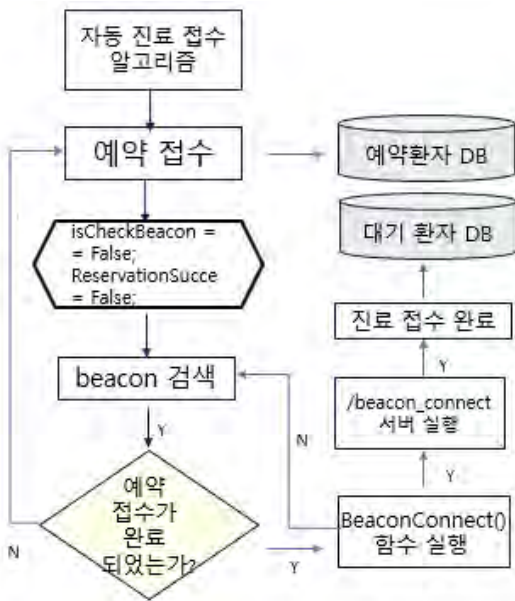 자동 진료 접수
알고리즘
예약 접수
예약환자 DB
대기 환자 DB
isCheckBeacon =
= False;
ReservationSucce
= False;
진료 접수 완료
Y
beacon 검색
/beacon_connect
서버 실행
Y
N
Y
예약
접수가
완료
되었는가?
BeaconConnect()
함수 실행
N
Y